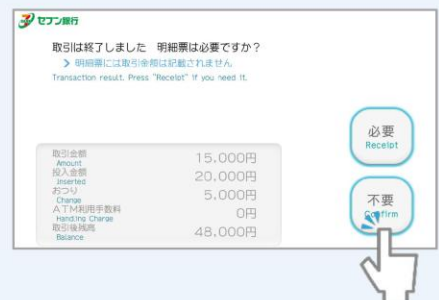 セブン銀行
取引は終了しました　明細票は必要ですか？
> 明細票には取引金額は記載されません
Transaction result. Press "Receipt" if you need it.
必要
Receipt
取引金額 15,000円
Amount
投入金額 20,000円
Inserted
おつり 5,000円
Change
ATM利用手数料 0円
Handling Charge
取引後残高 48,000円
Balance
不要
Confirm